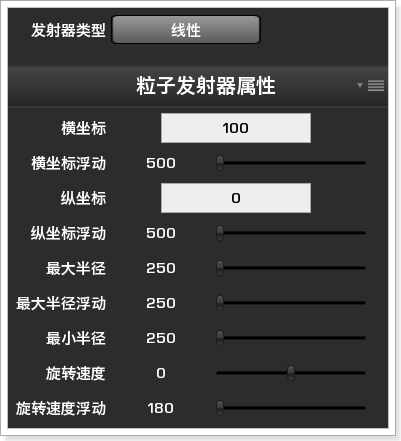 发射器类型 线性
粒子发射器属性
横坐标 100
横坐标浮动 500
纵坐标 0
纵坐标浮动 500
最大半径 250
最大半径浮动 250
最小半径 250
旋转速度 0
旋转速度浮动 180